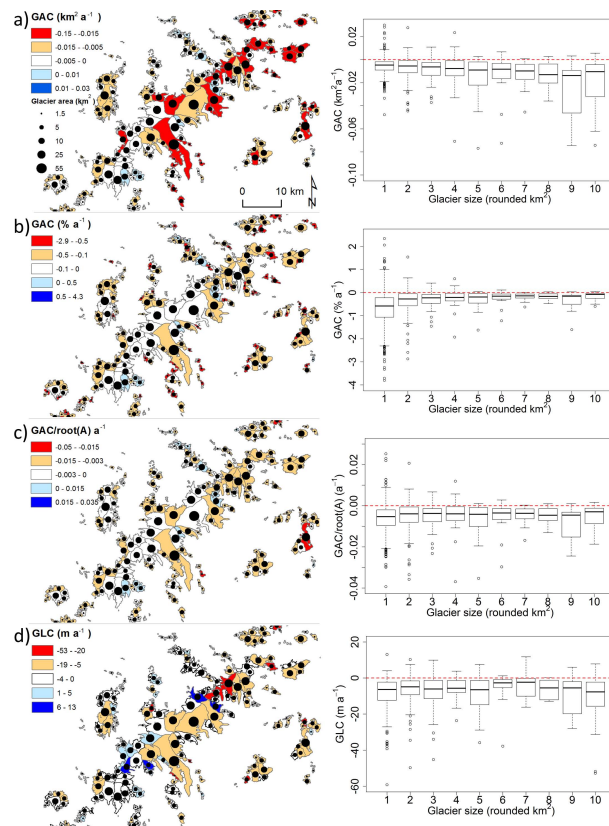 a)
GAC (km² a⁻¹)
-0.15 - -0.015
-0.015 - -0.005
-0.005 - 0
0 - 0.01
0.01 - 0.03
Glacier area (km²)
1.5
5
10
25
55
0 10 km
N
0.02
-0.02
-0.06
-0.10
GAC (km²a⁻¹)
1 2 3 4 5 6 7 8 9 10
Glacier size (rounded km²)
b)
GAC (% a⁻¹)
-2.9 - -0.5
-0.5 - -0.1
-0.1 - 0
0 - 0.5
0.5 - 4.3
2
1
0
-1
-2
-3
-4
GAC (% a⁻¹)
1 2 3 4 5 6 7 8 9 10
Glacier size (rounded km²)
c)
GAC/root(A) a⁻¹
-0.05 - -0.015
-0.015 - -0.003
-0.003 - 0
0 - 0.015
0.015 - 0.035
0.02
0.00
-0.02
-0.04
GAC/root(A) (a⁻¹)
1 2 3 4 5 6 7 8 9 10
Glacier size (rounded km²)
d)
GLC (m a⁻¹)
-53 - -20
-19 - -5
-4 - 0
1 - 5
6 - 13
20
0
-20
-60
GLC (m a⁻¹)
1 2 3 4 5 6 7 8 9 10
Glacier size (rounded km²)